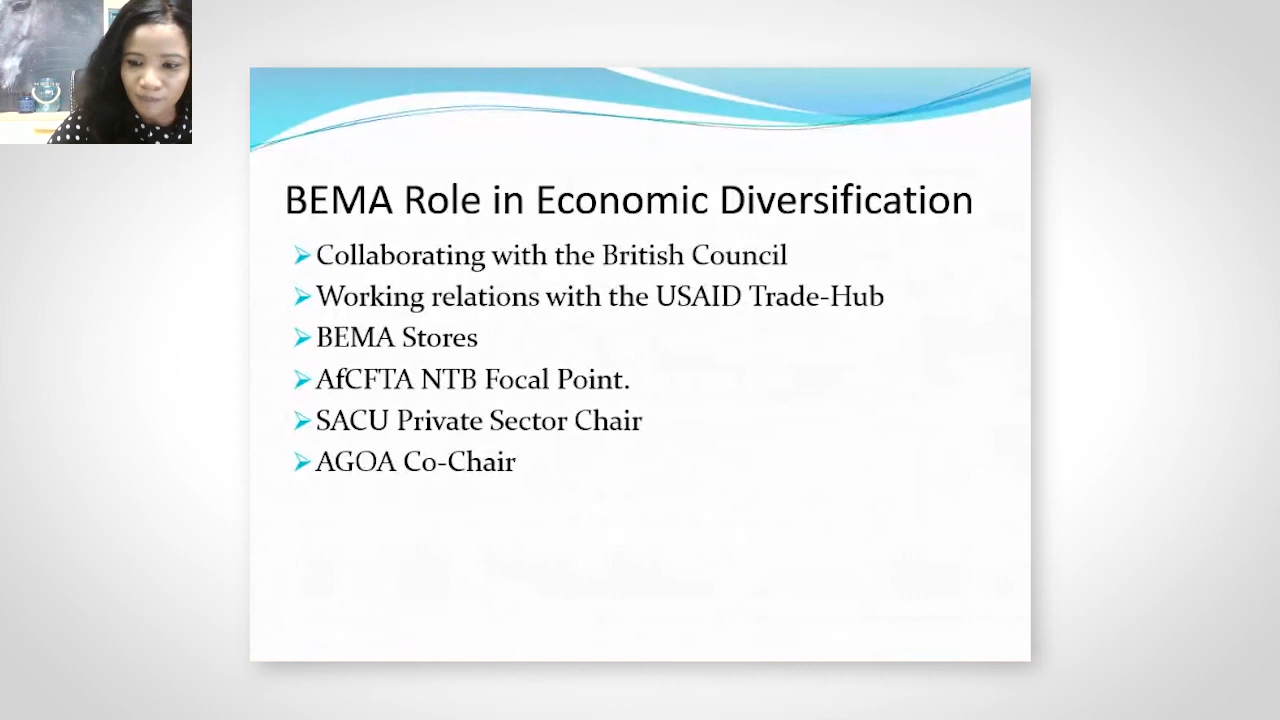 BEMA Role in Economic Diversification
Collaborating with the British Council
Working relations with the USAID Trade-Hub
BEMA Stores
AfCFTA NTB Focal Point.
SACU Private Sector Chair
AGOA Co-Chair